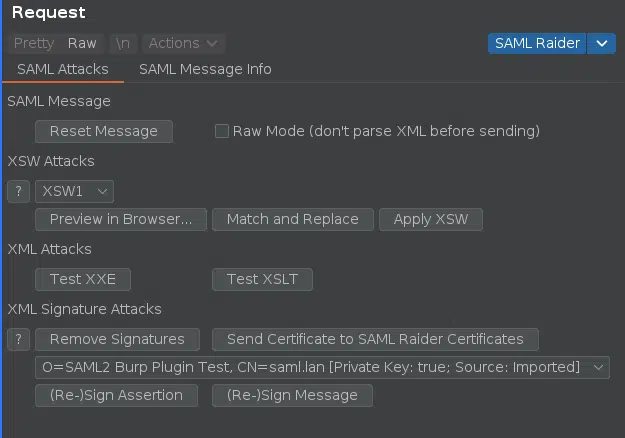 Request
Pretty Raw \n Actions SAML Raider
SAML Attacks SAML Message Info
SAML Message
Reset Message Raw Mode (don't parse XML before sending)
XSW Attacks
? XSW1
Preview in Browser... Match and Replace Apply XSW
XML Attacks
Test XXE Test XSLT
XML Signature Attacks
? Remove Signatures Send Certificate to SAML Raider Certificates
O=SAML2 Burp Plugin Test, CN=saml.lan [Private Key: true; Source: Imported]
(Re-)Sign Assertion (Re-)Sign Message